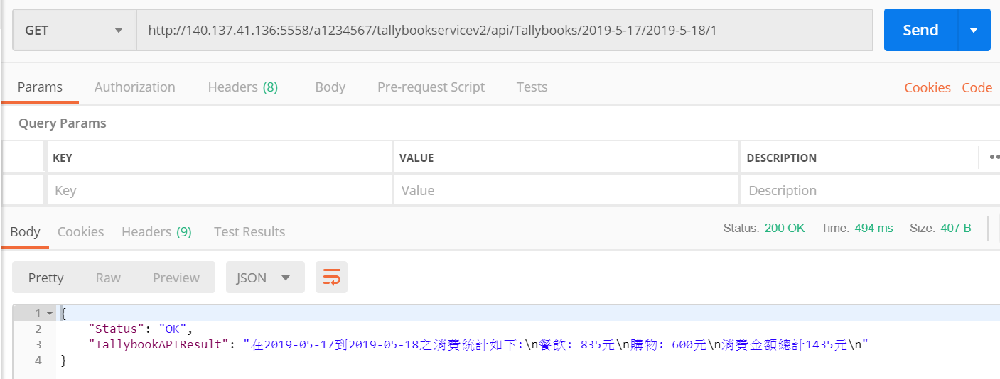 GET http://140.137.41.136:5558/a1234567/tallybookservicev2/api/Tallybooks/2019-5-17/2019-5-18/1 Send
Params Authorization Headers (8) Body Pre-request Script Tests Cookies Code
Query Params
KEY VALUE DESCRIPTION
Key Value Description
Body Cookies Headers (9) Test Results Status: 200 OK Time: 494 ms Size: 407 B
Pretty Raw Preview JSON
1 {
2 "Status": "OK",
3 "TallybookAPIResult": "在2019-05-17到2019-05-18之消費統計如下:\n餐飲: 835元\n購物: 600元\n消費金額總計1435元\n"
4 }